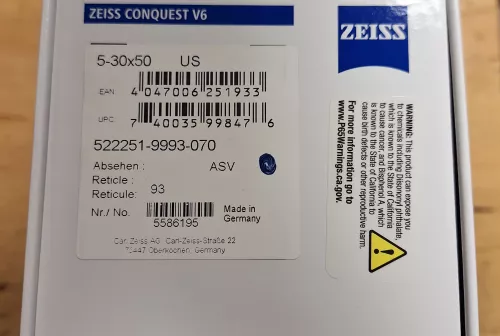 ZEISS CONQUEST V6
ZEISS
5-30x50 US
EAN:
4 047006 251933
UPC:
7 40035 99847 6
522251-9993-070
Absehen : ASV
Reticle :
Reticule: 93
Nr./ No. 5586195
Made in
Germany
Carl Zeiss AG, Carl-Zeiss-Straße 22
73447 Oberkochen, Germany
WARNING: This product can expose you
to chemicals including Diisononyl phthalate,
which is known to the State of California
to cause cancer, and Bisphenol A, which
is known to the State of California to
cause birth defects or other reproductive harm.
For more information go to
www.P65Warnings.ca.gov.